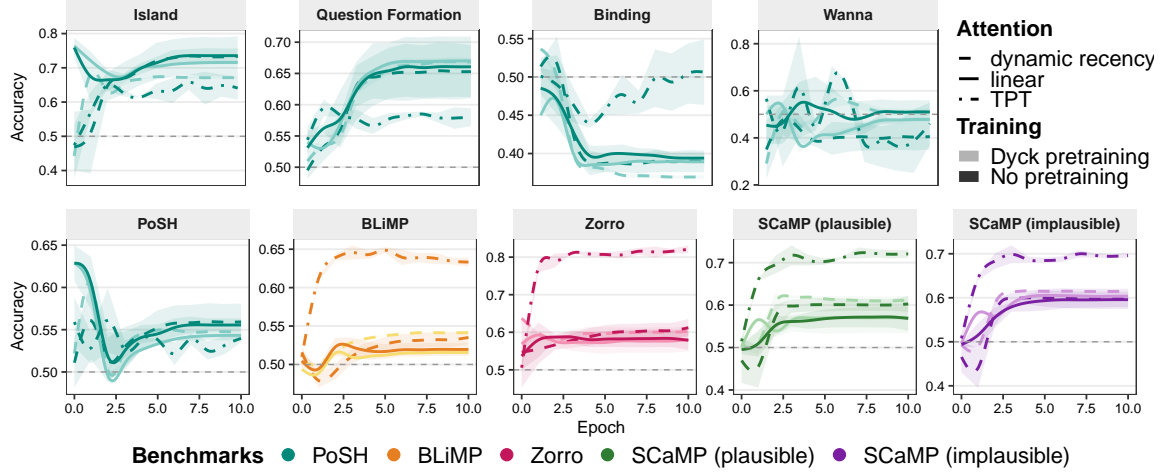 Island
Question Formation
Binding
Wanna
Accuracy
0.8
0.7
0.6
0.5
0.4
0.70
0.65
0.60
0.55
0.50
0.55
0.50
0.45
0.40
0.8
0.6
0.4
0.2
Attention
dynamic recency
linear
TPT
Training
Dyck pretraining
No pretraining
PoSH
BLiMP
Zorro
SCaMP (plausible)
SCaMP (implausible)
Accuracy
0.65
0.60
0.55
0.50
0.0 2.5 5.0 7.5 10.0
0.65
0.60
0.55
0.50
0.0 2.5 5.0 7.5 10.0
0.8
0.7
0.6
0.5
0.0 2.5 5.0 7.5 10.0
0.7
0.6
0.5
0.4
0.0 2.5 5.0 7.5 10.0
0.7
0.6
0.5
0.4
0.0 2.5 5.0 7.5 10.0
Epoch
Benchmarks PoSH BLiMP Zorro SCaMP (plausible) SCaMP (implausible)